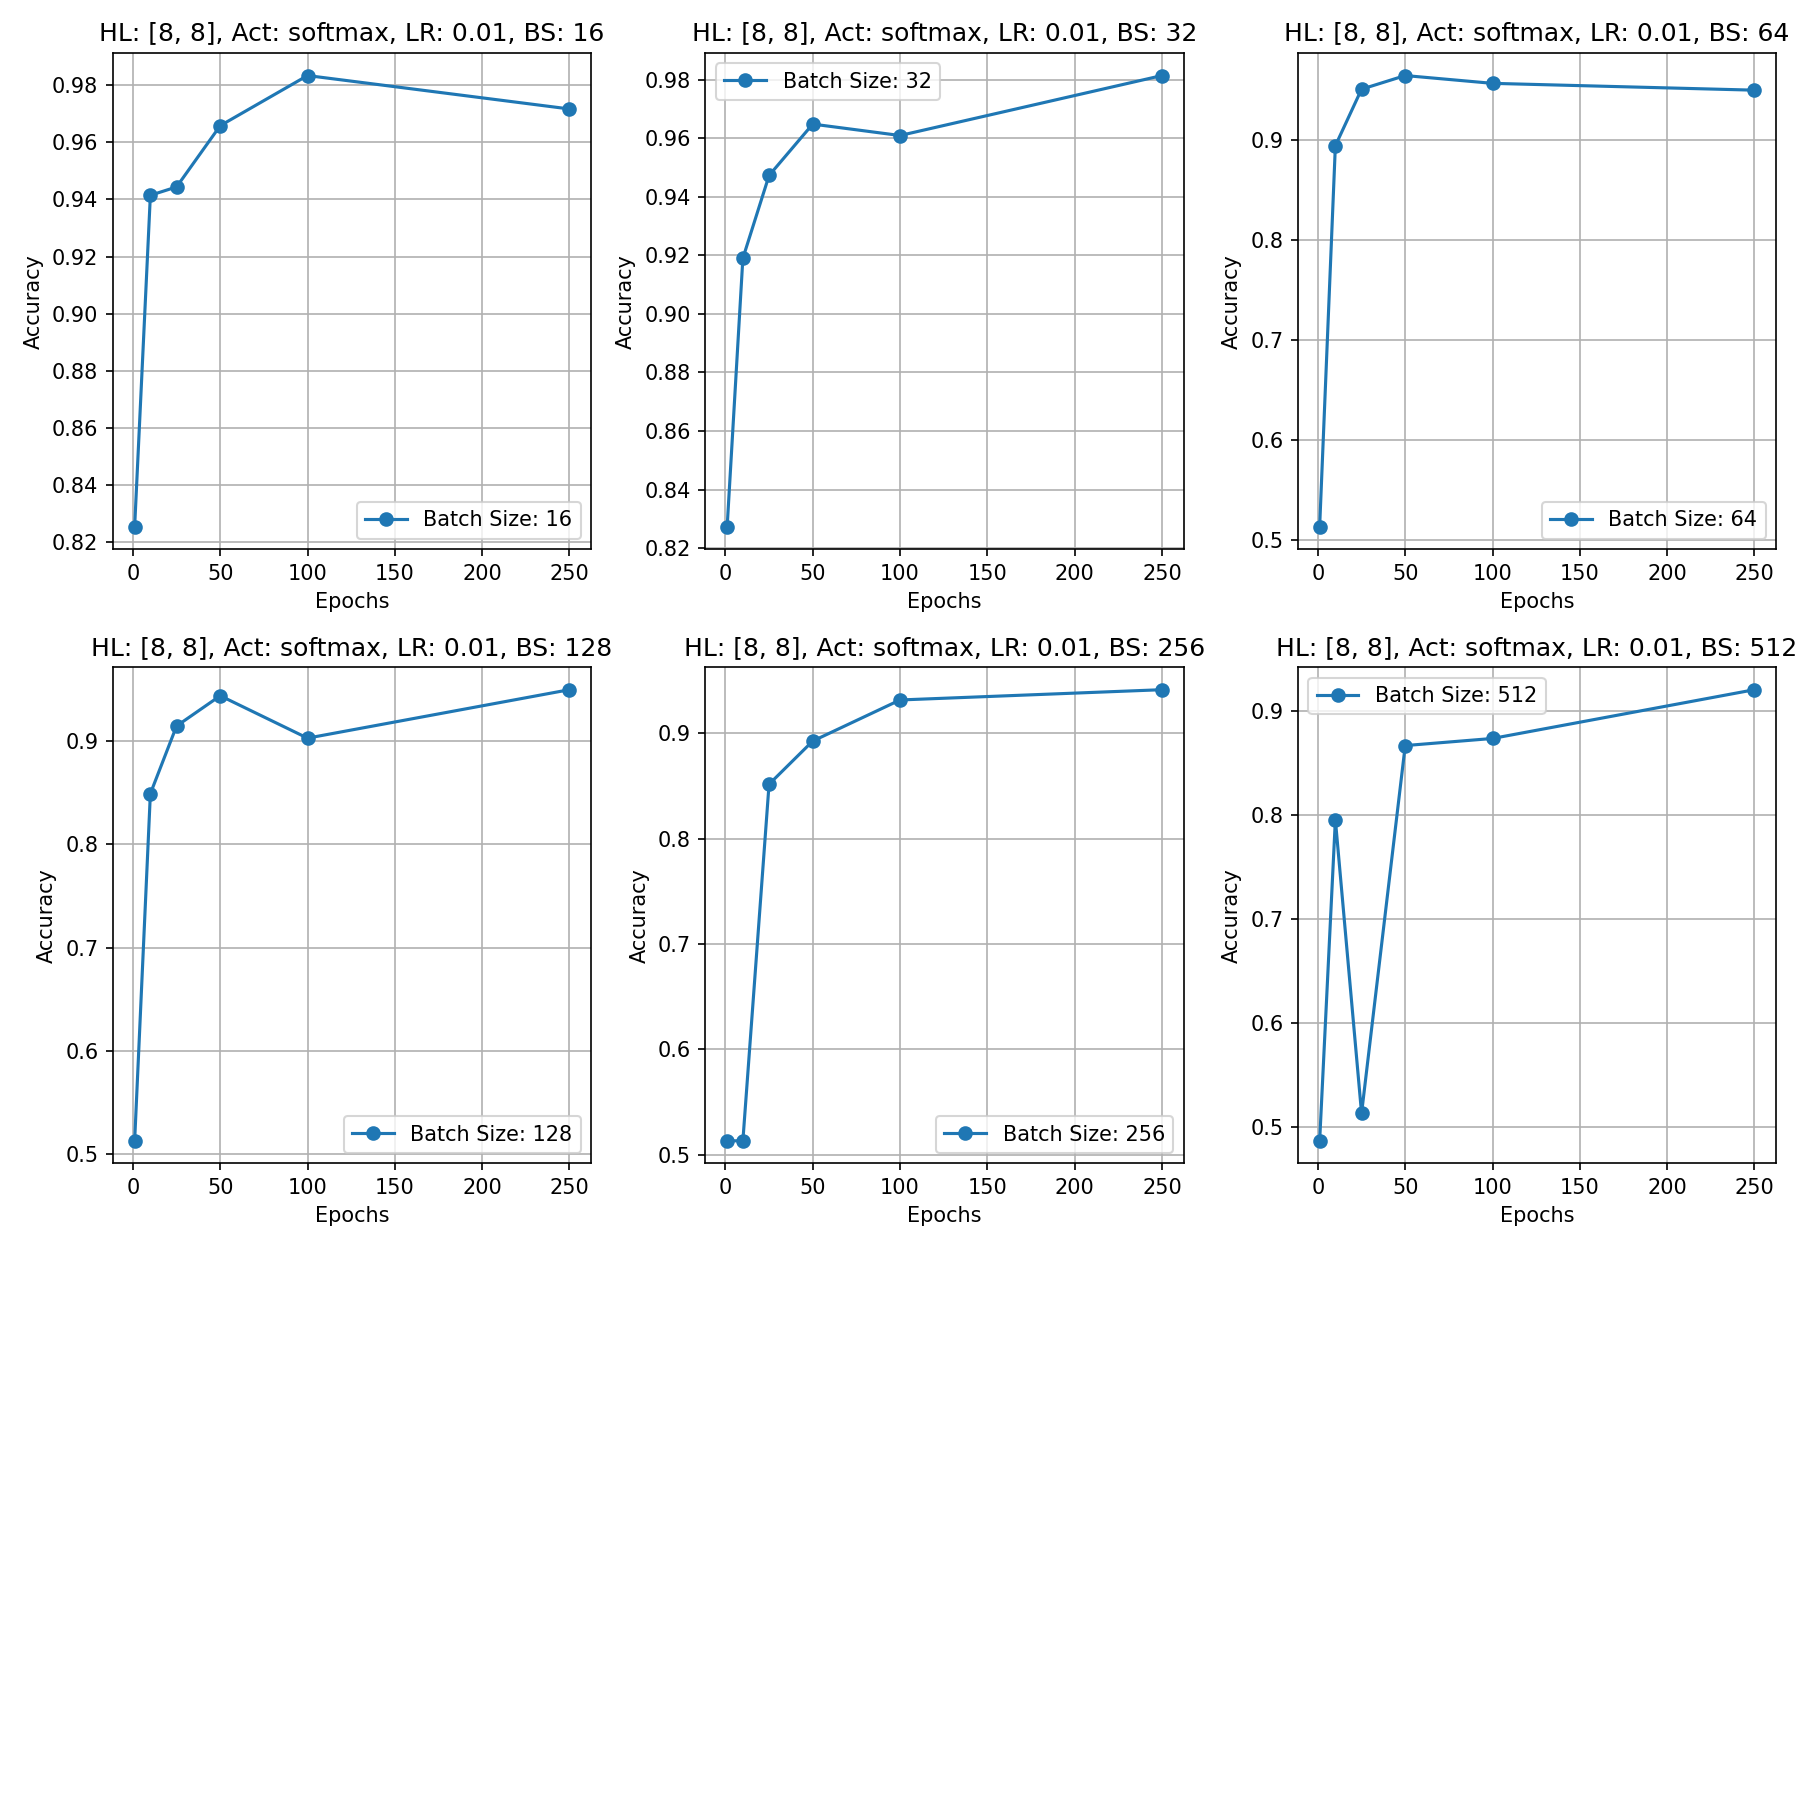 HL: [8, 8], Act: softmax, LR: 0.01, BS: 16
0.98
0.96
0.94
0.92
0.90
0.88
0.86
0.84
0.82
Accuracy
Batch Size: 16
0 50 100 150 200 250
Epochs
HL: [8, 8], Act: softmax, LR: 0.01, BS: 32
Batch Size: 32
0.98
0.96
0.94
0.92
0.90
0.88
0.86
0.84
0.82
Accuracy
0 50 100 150 200 250
Epochs
HL: [8, 8], Act: softmax, LR: 0.01, BS: 64
0.9
0.8
0.7
0.6
0.5
Accuracy
Batch Size: 64
0 50 100 150 200 250
Epochs
HL: [8, 8], Act: softmax, LR: 0.01, BS: 128
0.9
0.8
0.7
0.6
0.5
Accuracy
Batch Size: 128
0 50 100 150 200 250
Epochs
HL: [8, 8], Act: softmax, LR: 0.01, BS: 256
0.9
0.8
0.7
0.6
0.5
Accuracy
Batch Size: 256
0 50 100 150 200 250
Epochs
HL: [8, 8], Act: softmax, LR: 0.01, BS: 512
Batch Size: 512
0.9
0.8
0.7
0.6
0.5
Accuracy
0 50 100 150 200 250
Epochs